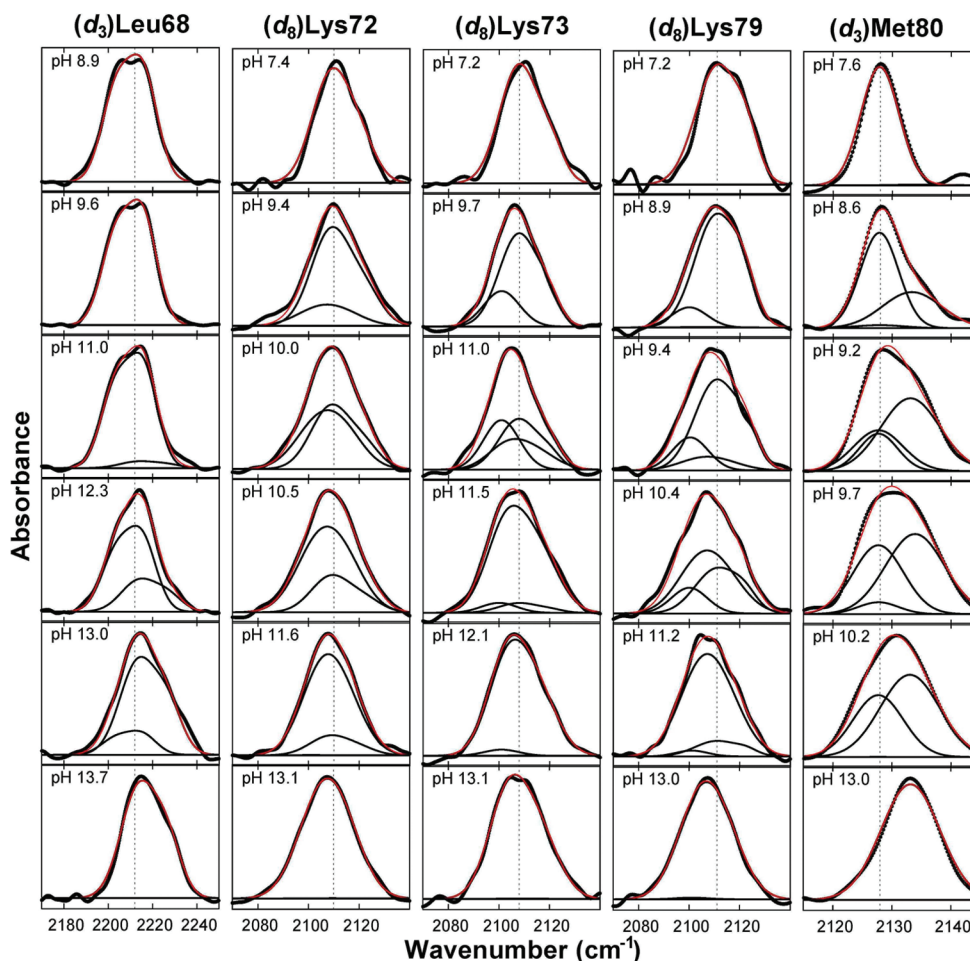 (d3)Leu68 (d8)Lys72 (d8)Lys73 (d8)Lys79 (d3)Met80
pH 8.9 pH 7.4 pH 7.2 pH 7.2 pH 7.6
pH 9.6 pH 9.4 pH 9.7 pH 8.9 pH 8.6
pH 11.0 pH 10.0 pH 11.0 pH 9.4 pH 9.2
pH 12.3 pH 10.5 pH 11.5 pH 10.4 pH 9.7
pH 13.0 pH 11.6 pH 12.1 pH 11.2 pH 10.2
pH 13.7 pH 13.1 pH 13.1 pH 13.0 pH 13.0
Absorbance
2180 2200 2220 2240 2080 2100 2120 2080 2100 2120 2080 2100 2120 2120 2130 2140
Wavenumber (cm-1)